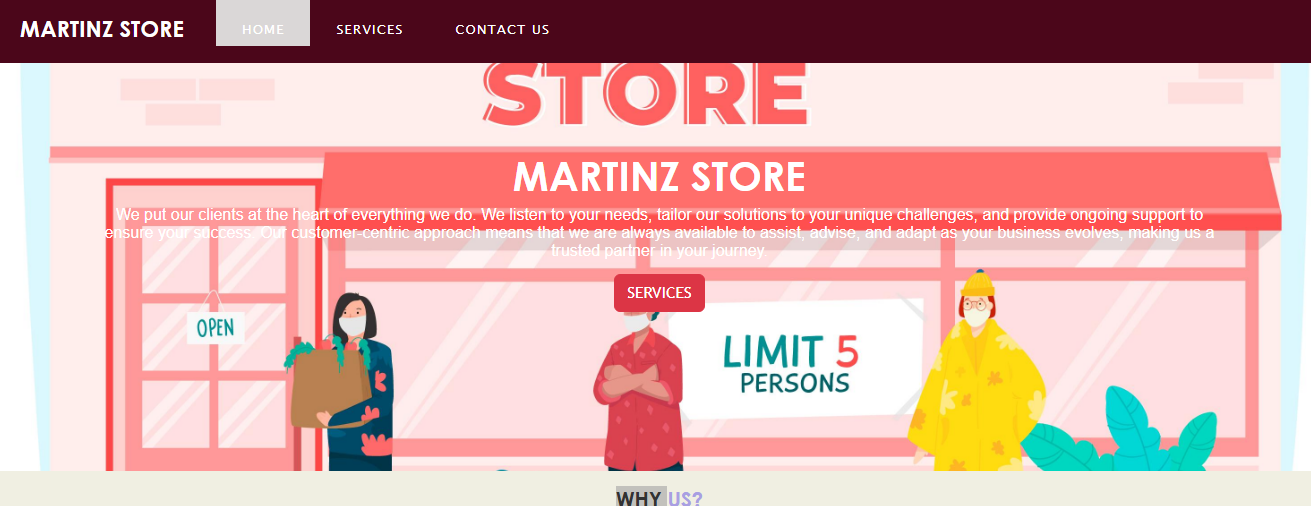 MARTINZ STORE HOME SERVICES CONTACT US
STORE
MARTINZ STORE
We put our clients at the heart of everything we do. We listen to your needs, tailor our solutions to your unique challenges, and provide ongoing support to
ensure your success. Our customer-centric approach means that we are always available to assist, advise, and adapt as your business evolves, making us a
trusted partner in your journey.
SERVICES
OPEN
LIMIT 5
PERSONS
WHY US?